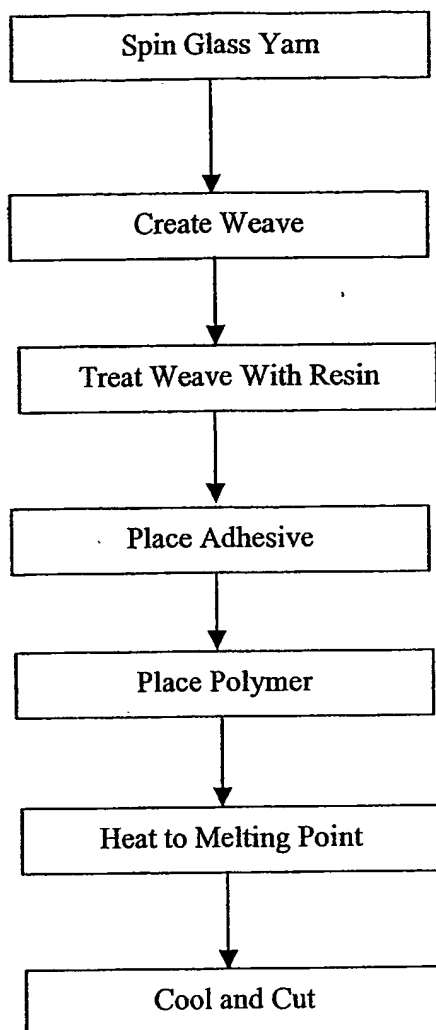 Spin Glass Yarn
Create Weave
Treat Weave With Resin
Place Adhesive
Place Polymer
Heat to Melting Point
Cool and Cut